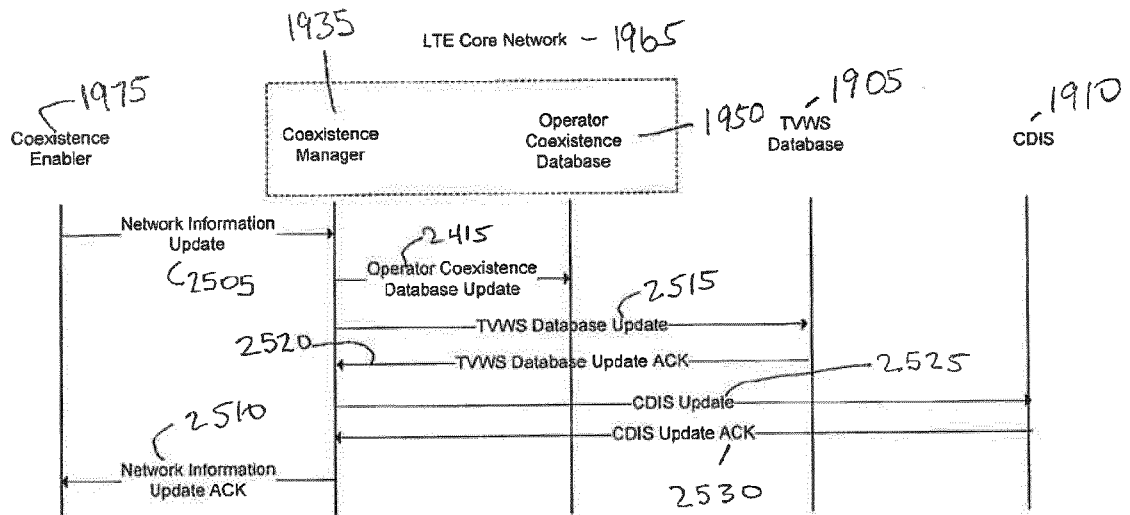 1935
LTE Core Network - 1965
1975
1905
1910
Coexistence
Enabler
Coexistence
Manager
Operator
Coexistence
Database
1950
TVWS
Database
CDIS
Network Information
Update
2505
2415
Operator Coexistence
Database Update
2515
TVWS Database Update
2520
TVWS Database Update ACK
2525
CDIS Update
2510
CDIS Update ACK
Network Information
Update ACK
2530